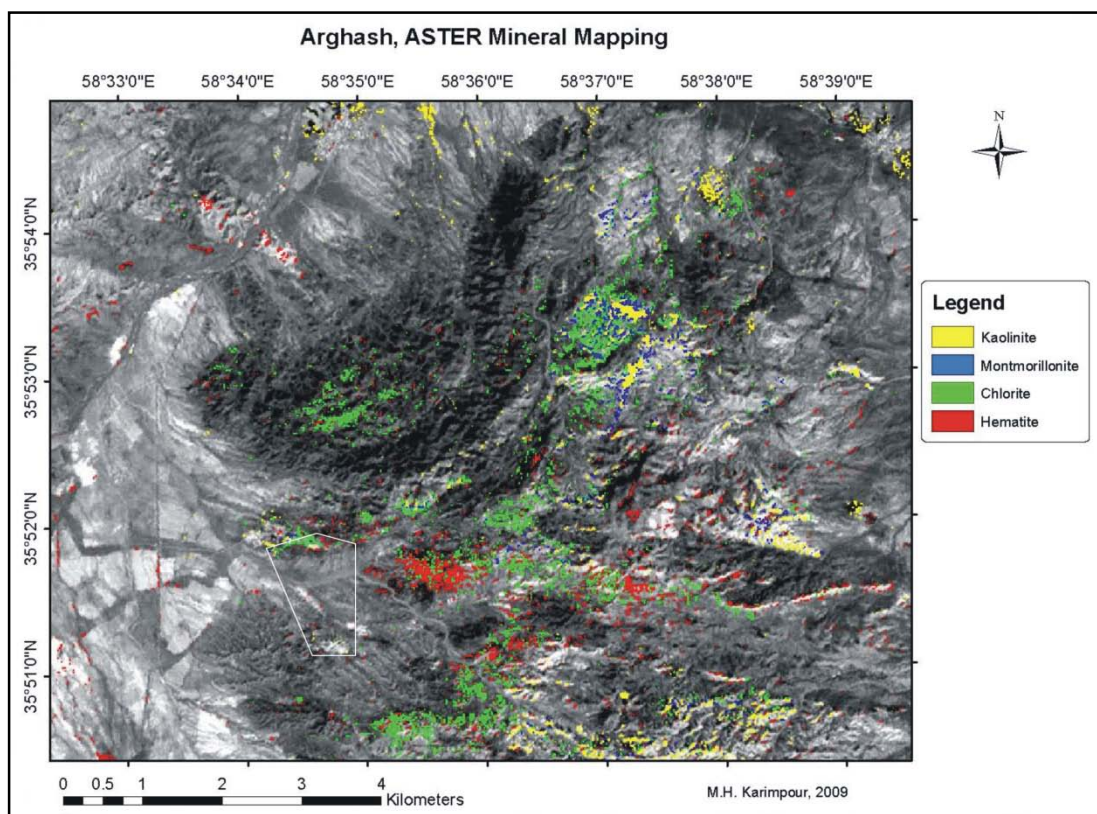 Arghash, ASTER Mineral Mapping
58°33'0"E 58°34'0"E 58°35'0"E 58°36'0"E 58°37'0"E 58°38'0"E 58°39'0"E
N
35°54'0"N
35°53'0"N
35°52'0"N
35°51'0"N
Legend
Kaolinite
Montmorillonite
Chlorite
Hematite
0 0.5 1 2 3 4
Kilometers
M.H. Karimpour, 2009